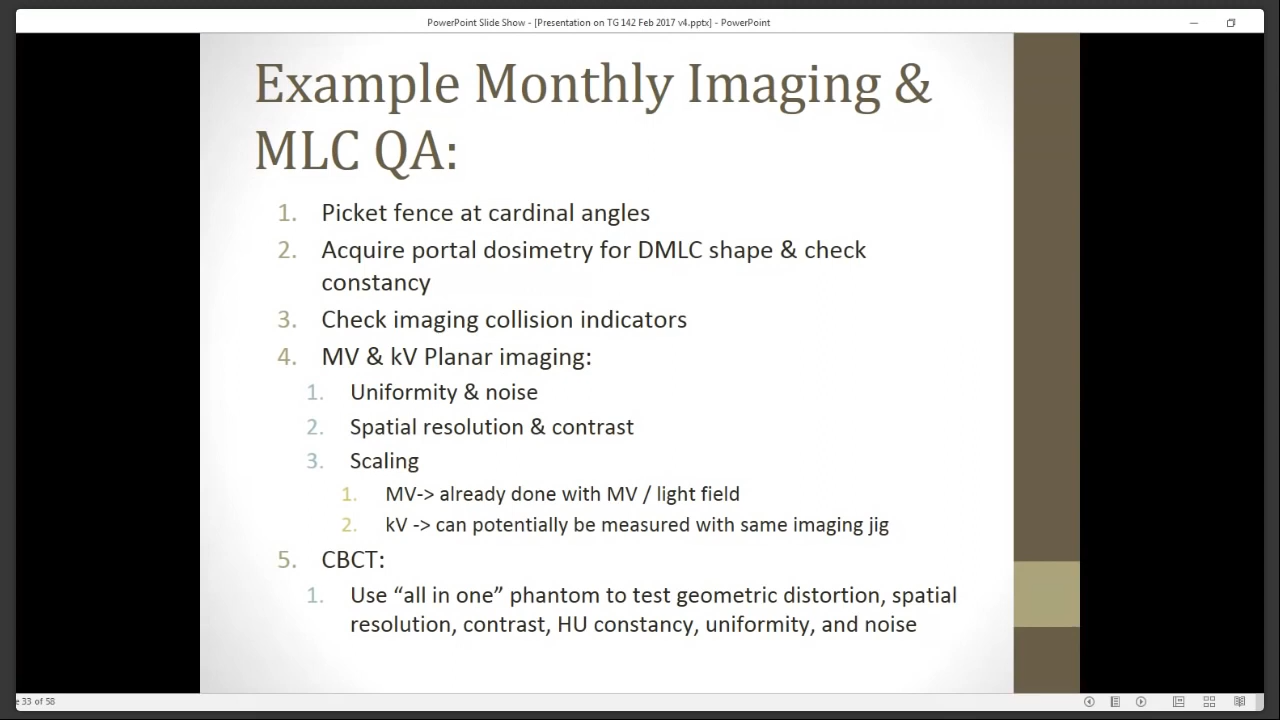 PowerPoint Slide Show - [Presentation on TG 142 Feb 2017 v4.pptx] - PowerPoint
Example Monthly Imaging &
MLC QA:
1. Picket fence at cardinal angles
2. Acquire portal dosimetry for DMLC shape & check
constancy
3. Check imaging collision indicators
4. MV & kV Planar imaging:
1. Uniformity & noise
2. Spatial resolution & contrast
3. Scaling
1. MV-> already done with MV / light field
2. kV -> can potentially be measured with same imaging jig
5. CBCT:
1. Use “all in one” phantom to test geometric distortion, spatial
resolution, contrast, HU constancy, uniformity, and noise
e 33 of 58